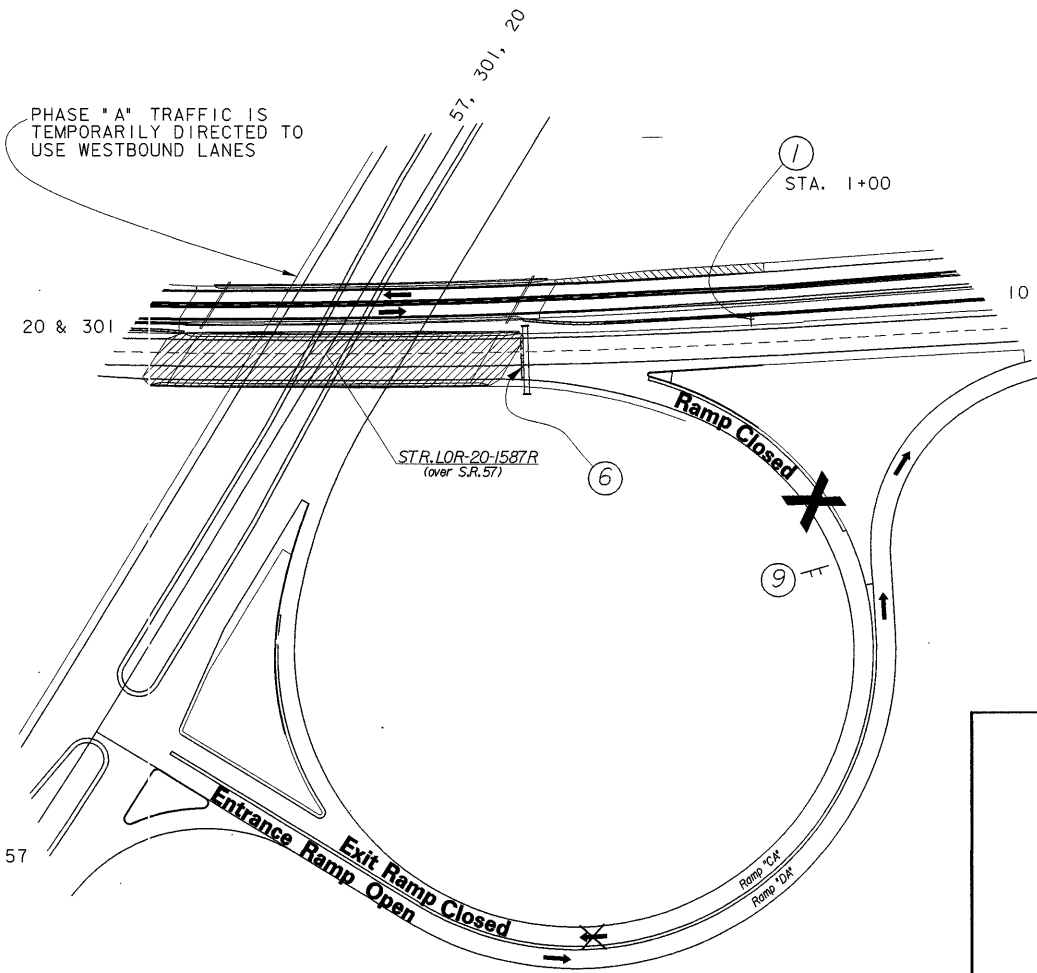 57, 301, 20
PHASE "A" TRAFFIC IS
TEMPORARILY DIRECTED TO
USE WESTBOUND LANES
1
STA. 1+00
10
20 & 301
Ramp Closed
STR.LOR-20-1587R
(over S.R.57)
6
9
57
Entrance Ramp Open
Exit Ramp Closed
Ramp "CA"
Ramp "DA"